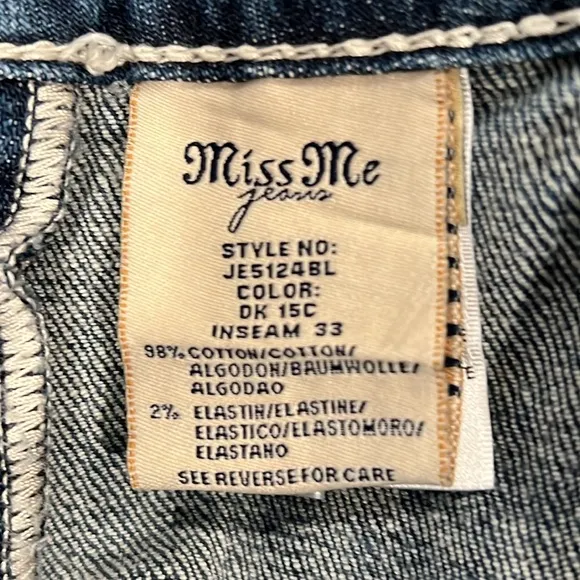 Miss Me
jeans
STYLE NO:
JE5124BL
COLOR:
DK 15C
INSEAM 33
98% COTTON/COTTON/
ALGODON/BAUMWOLLE/
ALGODAO
2% ELASTIN/ELASTINE/
ELASTICO/ELASTOMORO/
ELASTANO
SEE REVERSE FOR CARE